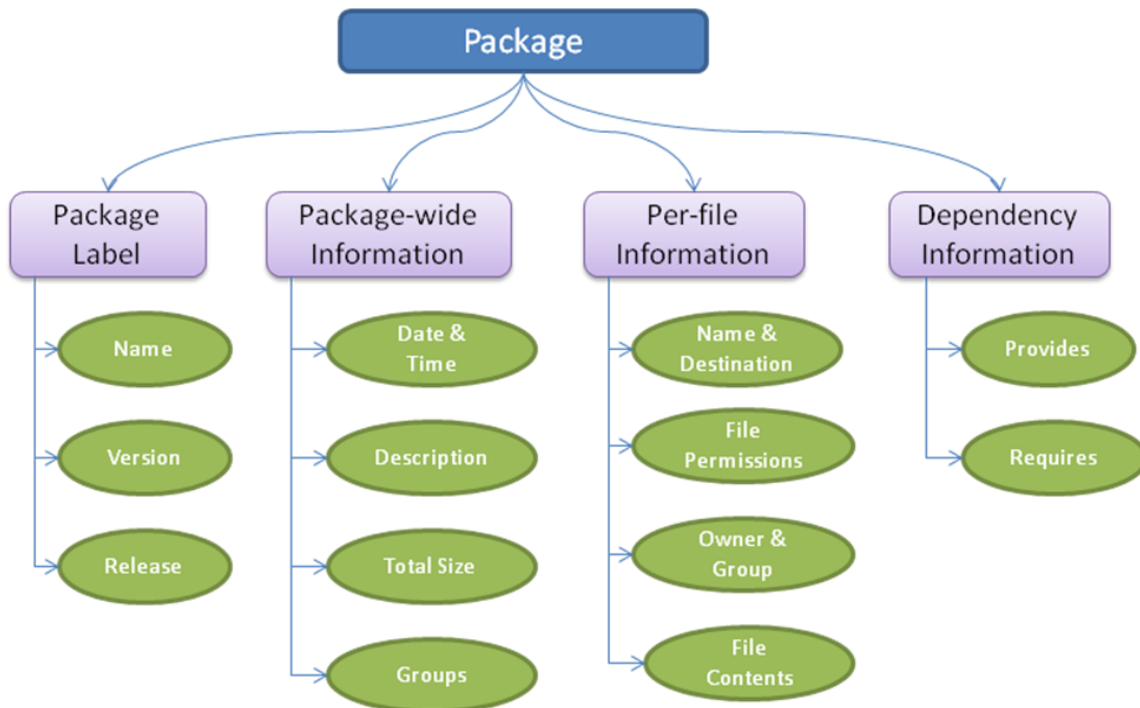 Package
Package
Label
Name
Version
Release
Package-wide
Information
Date &
Time
Description
Total Size
Groups
Per-file
Information
Name &
Destination
File
Permissions
Owner &
Group
File
Contents
Dependency
Information
Provides
Requires